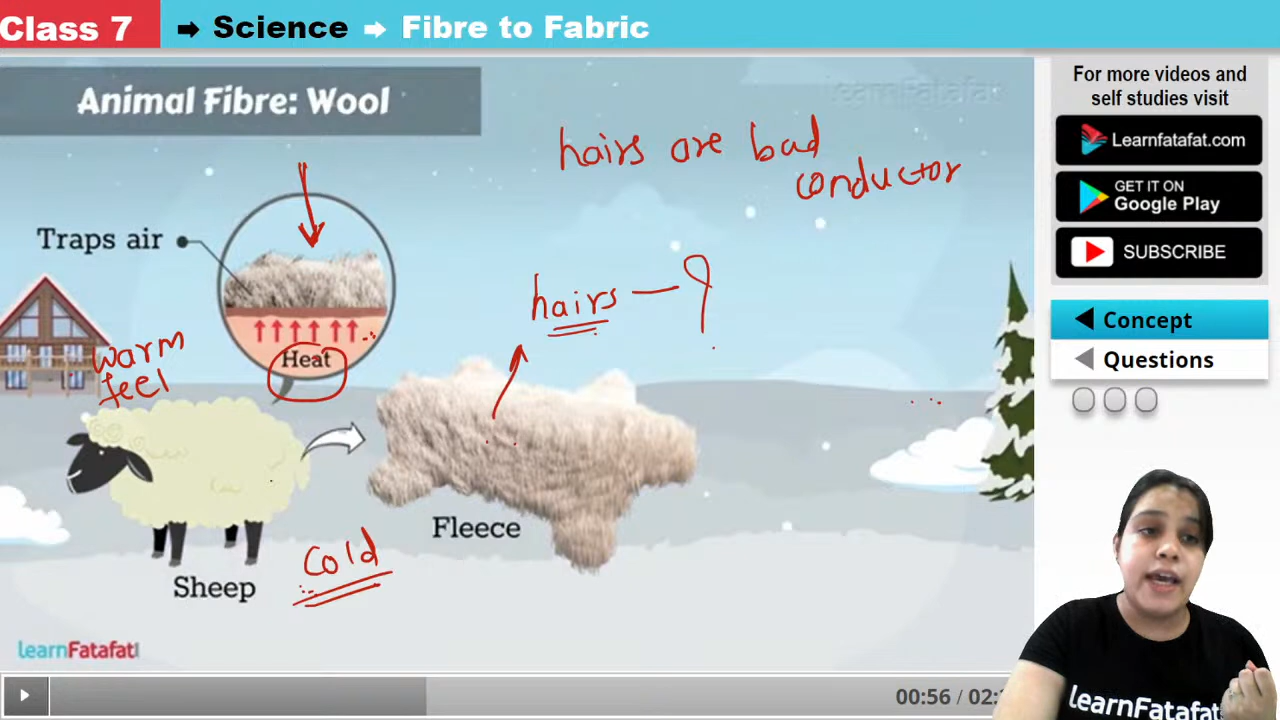 Class 7 → Science → Fibre to Fabric
For more videos and
self studies visit
Animal Fibre: Wool
learnFatafat
hairs are bad
conductor
Learnfatafat.com
GET IT ON
Google Play
SUBSCRIBE
Traps air
hairs — ?
Concept
Heat
warm
feel
Questions
Fleece
cold
Sheep
learnFatafat
learnFatafat
00:56 / 02: